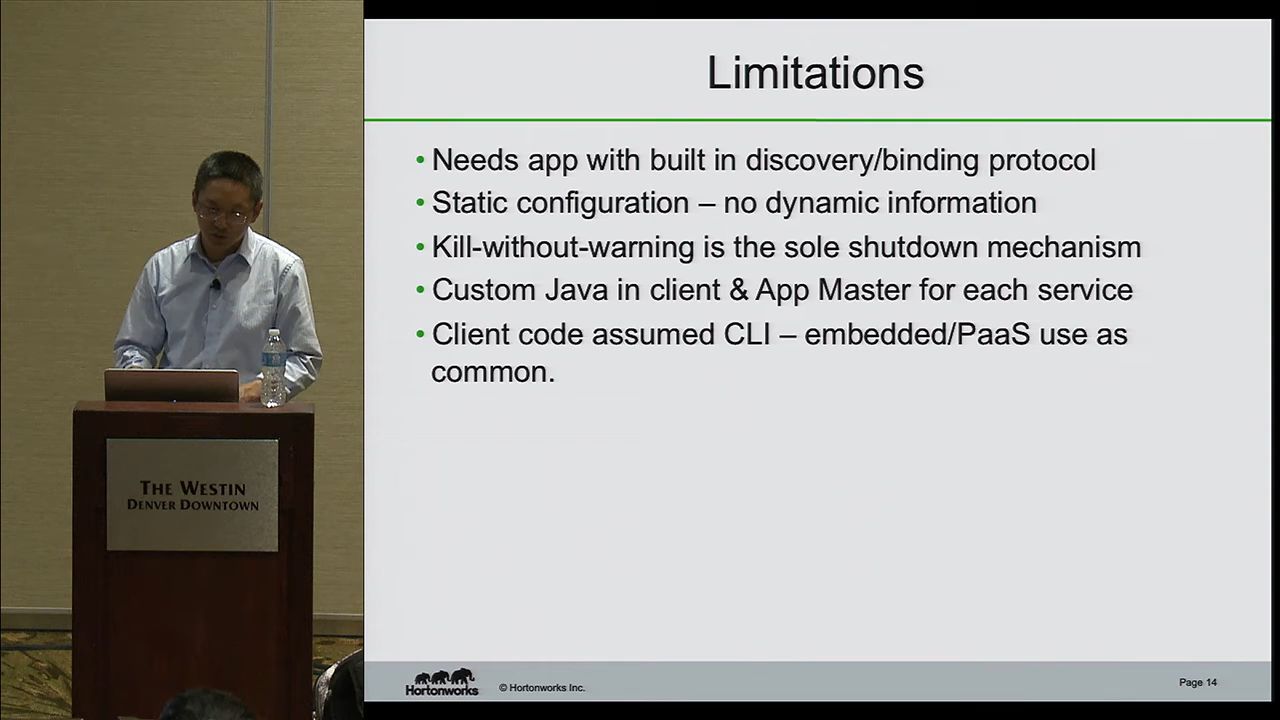 Limitations
• Needs app with built in discovery/binding protocol
• Static configuration – no dynamic information
• Kill-without-warning is the sole shutdown mechanism
• Custom Java in client & App Master for each service
• Client code assumed CLI – embedded/PaaS use as
common.
THE WESTIN
DENVER DOWNTOWN
Hortonworks
© Hortonworks Inc.
Page 14